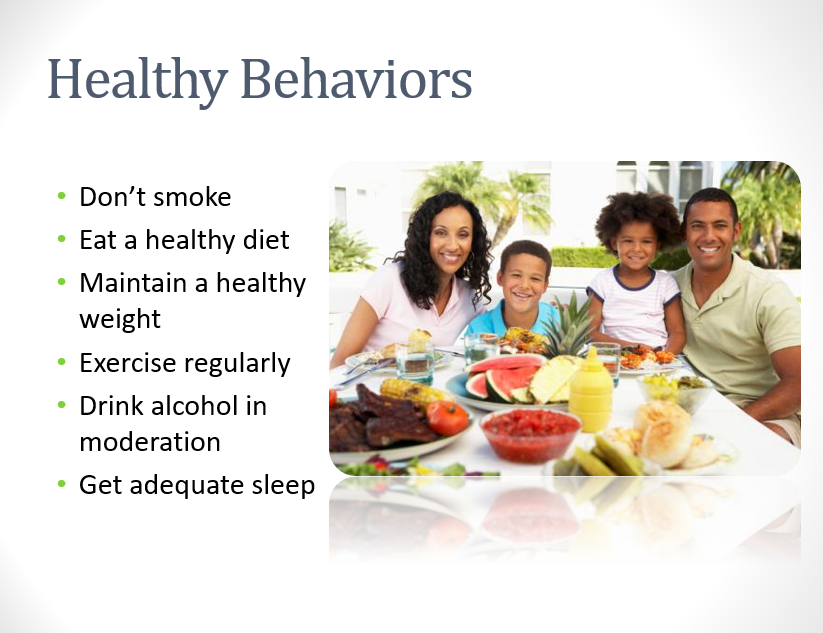 Healthy Behaviors
• Don’t smoke
• Eat a healthy diet
• Maintain a healthy
weight
• Exercise regularly
• Drink alcohol in
moderation
• Get adequate sleep